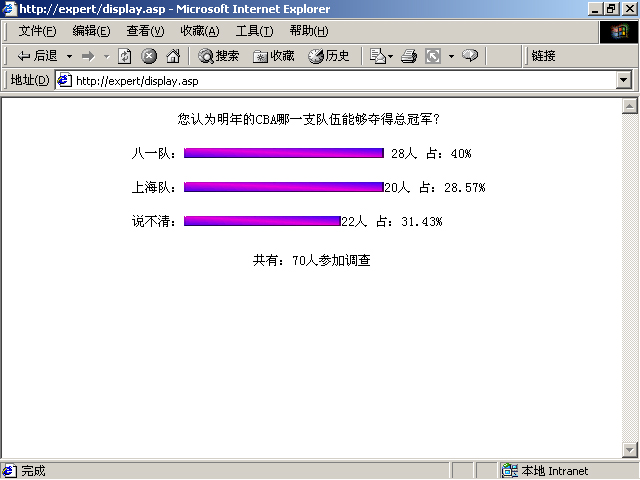 http://expert/display.asp - Microsoft Internet Explorer
文件(F) 编辑(E) 查看(V) 收藏(A) 工具(T) 帮助(H)
后退 搜索 收藏 历史 链接
地址(D) http://expert/display.asp
您认为明年的CBA哪一支队伍能够夺得总冠军?
八一队: 28人 占: 40%
上海队: 20人 占: 28.57%
说不清: 22人 占: 31.43%
共有: 70人参加调查
完成 本地 Intranet